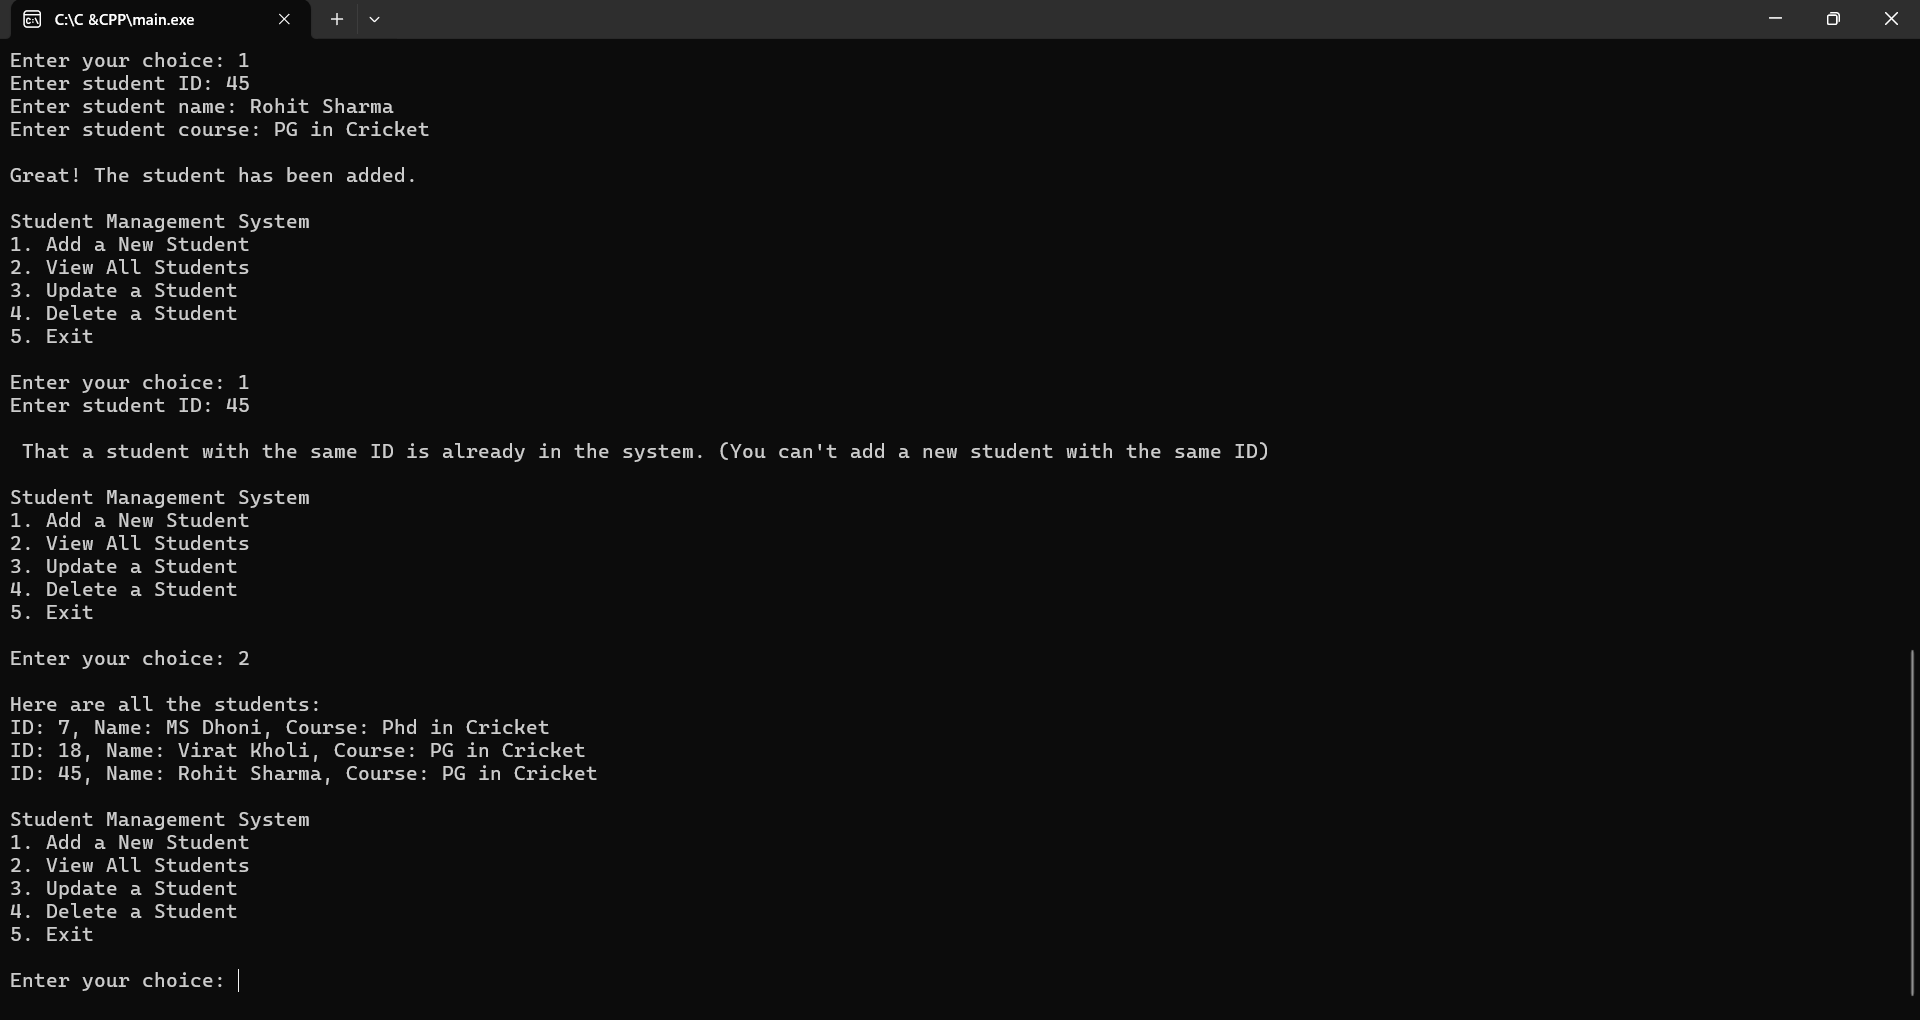 C:\C &CPP\main.exe
Enter your choice: 1
Enter student ID: 45
Enter student name: Rohit Sharma
Enter student course: PG in Cricket
Great! The student has been added.
Student Management System
1. Add a New Student
2. View All Students
3. Update a Student
4. Delete a Student
5. Exit
Enter your choice: 1
Enter student ID: 45
That a student with the same ID is already in the system. (You can't add a new student with the same ID)
Student Management System
1. Add a New Student
2. View All Students
3. Update a Student
4. Delete a Student
5. Exit
Enter your choice: 2
Here are all the students:
ID: 7, Name: MS Dhoni, Course: Phd in Cricket
ID: 18, Name: Virat Kholi, Course: PG in Cricket
ID: 45, Name: Rohit Sharma, Course: PG in Cricket
Student Management System
1. Add a New Student
2. View All Students
3. Update a Student
4. Delete a Student
5. Exit
Enter your choice: